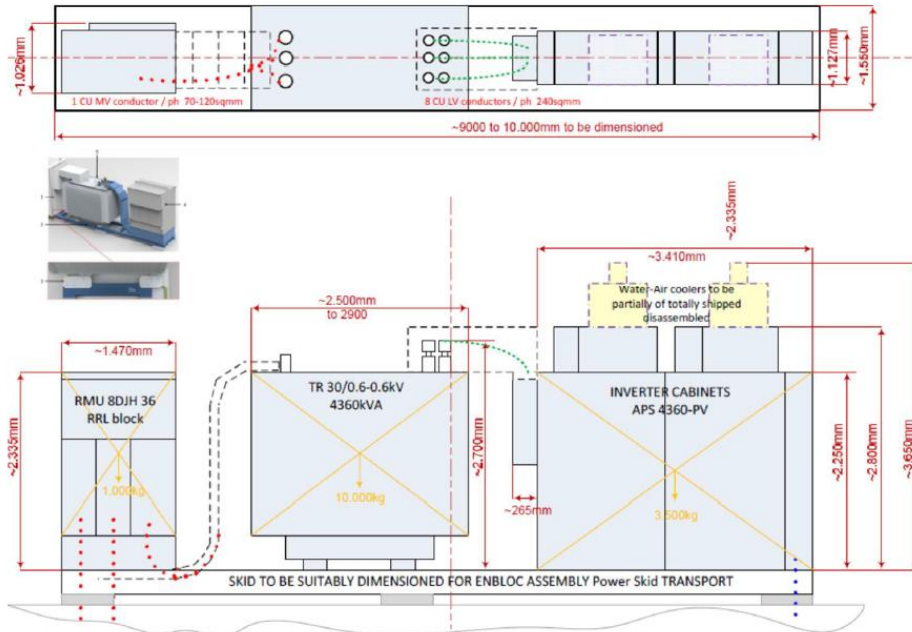 ~1.026mm
1 CU MV conductor / ph 70-120sqmm
8 CU LV conductors / ph 240sqmm
~1.127mm
~1.550mm
~9000 to 10.000mm to be dimensioned
~2.335mm
~3.410mm
Water-Air coolers to be
partially of totally shipped
disassembled
~2.500mm
to 2900
~1.470mm
RMU 8DJH 36
RRL block
TR 30/0.6-0.6kV
4360kVA
INVERTER CABINETS
APS 4360-PV
~2.335mm
~2.700mm
~2.250mm
~2.800mm
~3.650mm
1.000kg
10.000kg
3.500kg
~265mm
SKID TO BE SUITABLY DIMENSIONED FOR ENBLOC ASSEMBLY Power Skid TRANSPORT